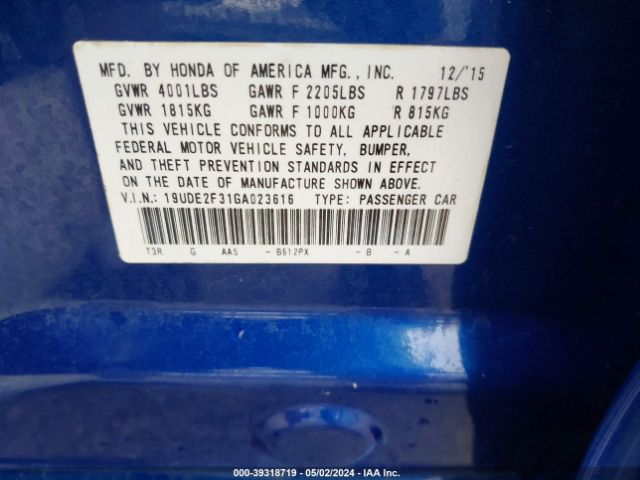 MFD. BY HONDA OF AMERICA MFG., INC. 12/'15
GVWR 4001LBS GAWR F 2205LBS R 1797LBS
GVWR 1815KG GAWR F 1000KG R 815KG
THIS VEHICLE CONFORMS TO ALL APPLICABLE
FEDERAL MOTOR VEHICLE SAFETY, BUMPER,
AND THEFT PREVENTION STANDARDS IN EFFECT
ON THE DATE OF MANUFACTURE SHOWN ABOVE.
V.I.N.: 19UDE2F31GA023616 TYPE: PASSENGER CAR
T3R G AA5 - B612PX - B - A
000-39318719 - 05/02/2024 - IAA Inc.